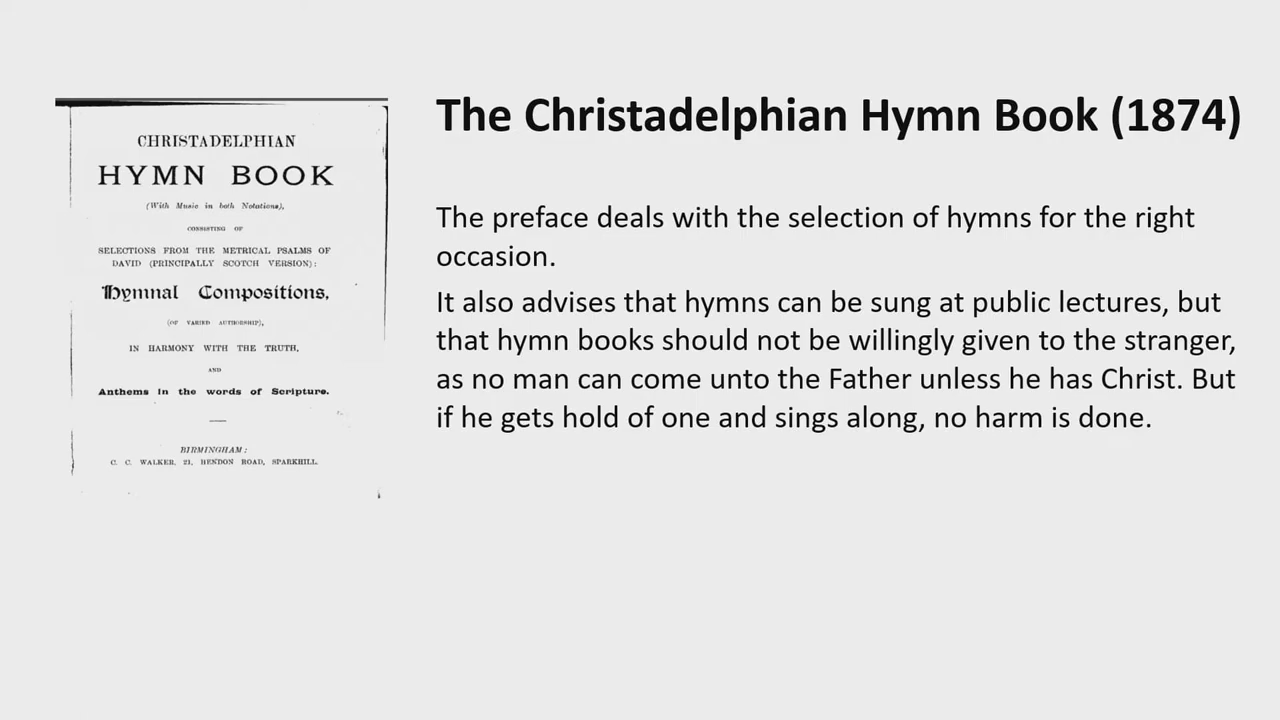 CHRISTADELPHIAN
HYMN BOOK
(With Music in both Notations),
CONSISTING OF
SELECTIONS FROM THE METRICAL PSALMS OF
DAVID (PRINCIPALLY SCOTCH VERSION):
Hymnal Compositions,
(OF VARIED AUTHORSHIP),
IN HARMONY WITH THE TRUTH,
AND
Anthems in the words of Scripture.
BIRMINGHAM:
C. C. WALKER, 21, HENDON ROAD, SPARKHILL.
The Christadelphian Hymn Book (1874)
The preface deals with the selection of hymns for the right
occasion.
It also advises that hymns can be sung at public lectures, but
that hymn books should not be willingly given to the stranger,
as no man can come unto the Father unless he has Christ. But
if he gets hold of one and sings along, no harm is done.